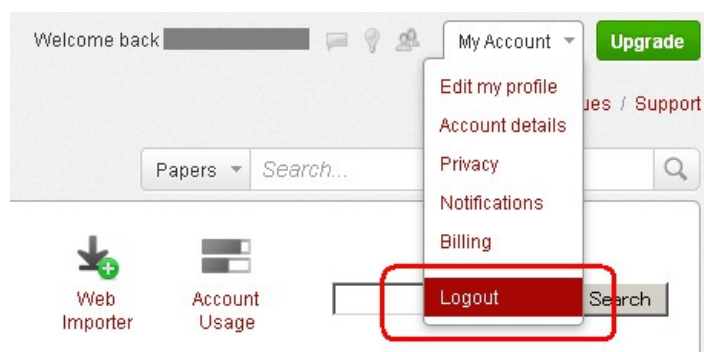 Welcome back
My Account
Upgrade
Edit my profile
ues / Support
Account details
Papers
Search...
Privacy
Notifications
Billing
Logout
Search
Web
Importer
Account
Usage